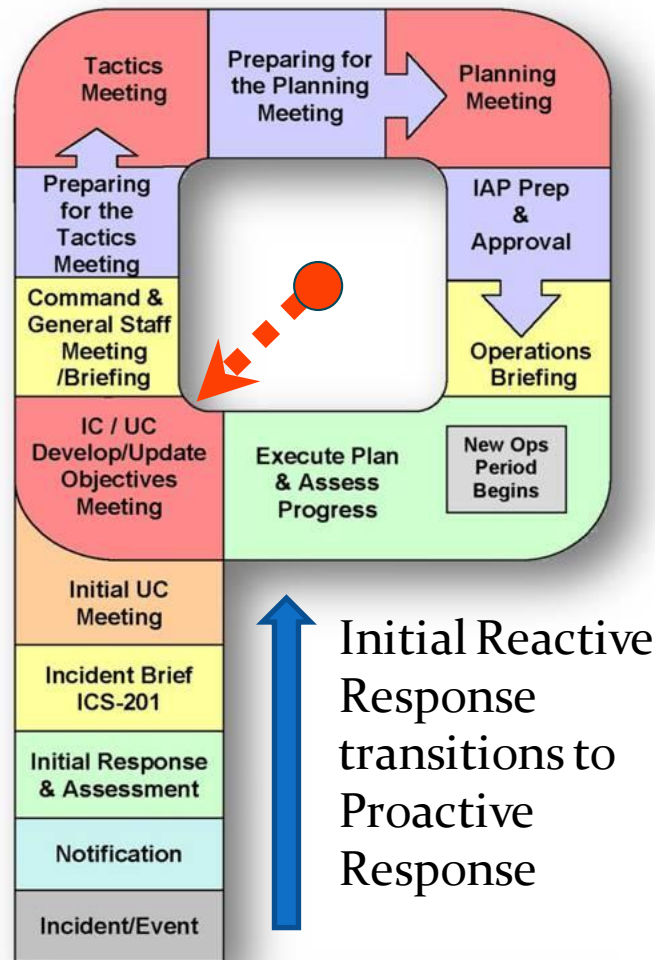 Tactics
Meeting
Preparing for
the Planning
Meeting
Planning
Meeting
Preparing
for the
Tactics
Meeting
IAP Prep
&
Approval
Command &
General Staff
Meeting
/Briefing
Operations
Briefing
IC / UC
Develop/Update
Objectives
Meeting
Execute Plan
& Assess
Progress
New Ops
Period
Begins
Initial UC
Meeting
Incident Brief
ICS-201
Initial Response
& Assessment
Notification
Incident/Event
Initial Reactive
Response
transitions to
Proactive
Response